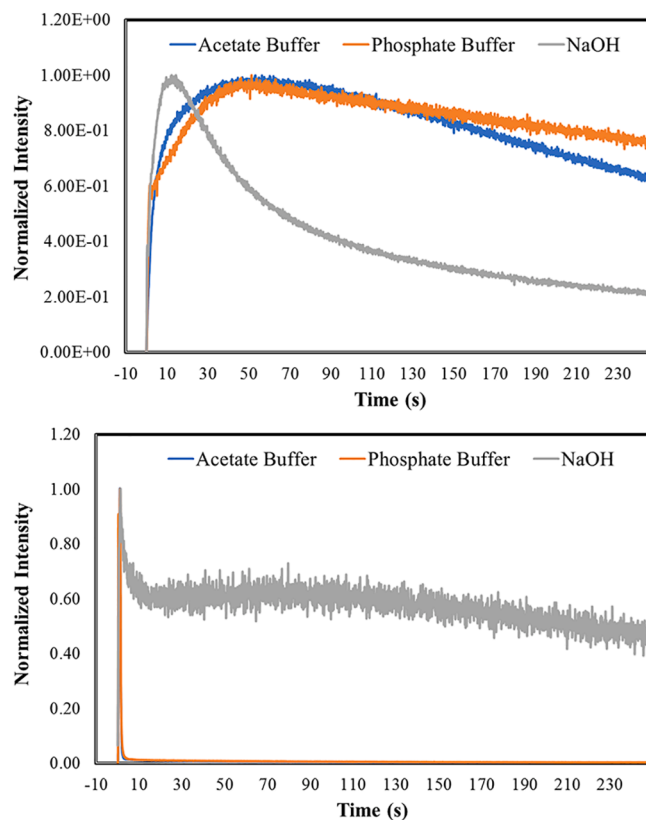 1.20E+00
Acetate Buffer Phosphate Buffer NaOH
1.00E+00
8.00E-01
6.00E-01
4.00E-01
2.00E-01
0.00E+00
Normalized Intensity
-10 10 30 50 70 90 110 130 150 170 190 210 230
Time (s)
1.20
Acetate Buffer Phosphate Buffer NaOH
1.00
0.80
0.60
0.40
0.20
0.00
Normalized Intensity
-10 10 30 50 70 90 110 130 150 170 190 210 230
Time (s)